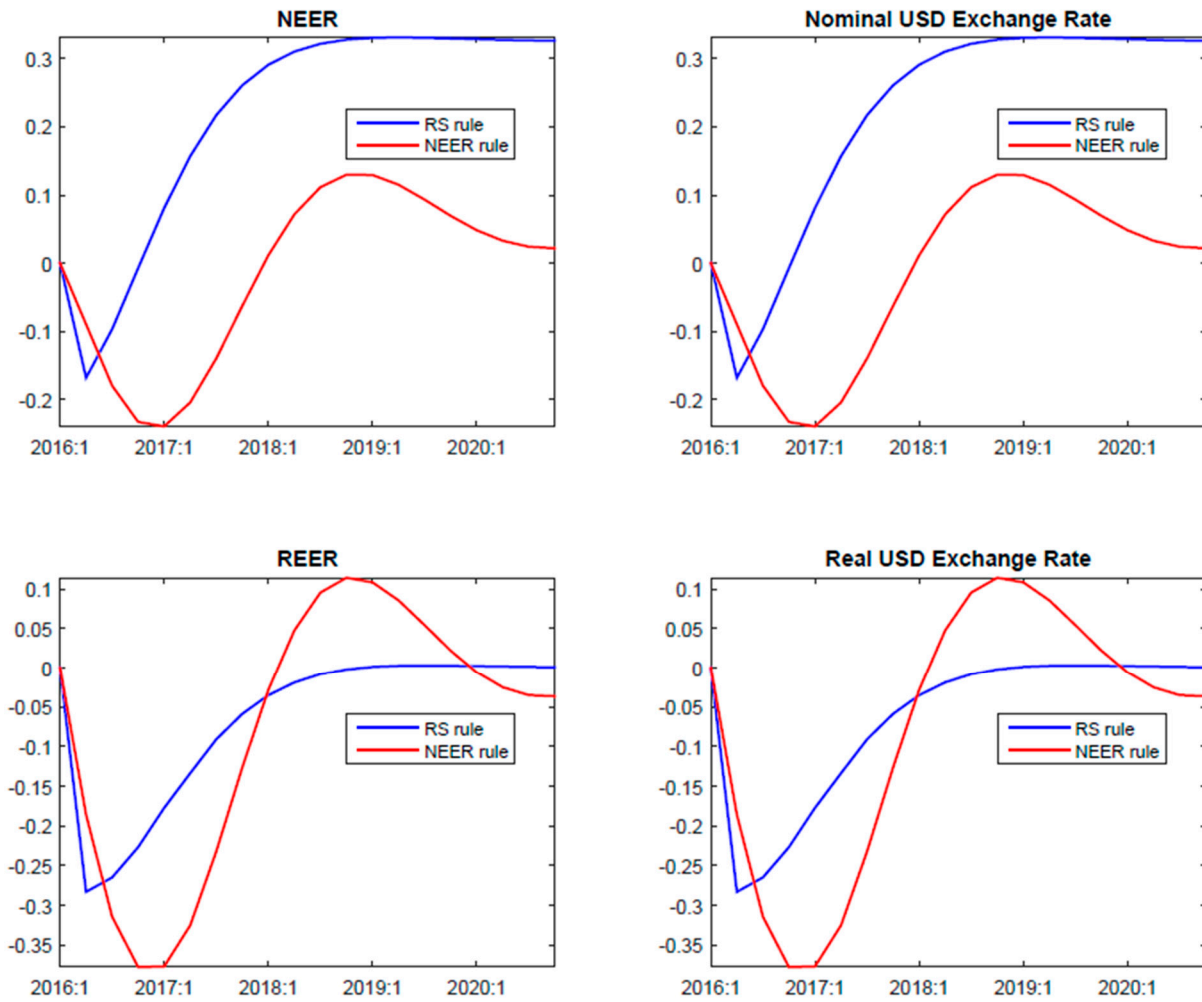 NEER
0.3
0.2
0.1
0
-0.1
-0.2
RS rule
NEER rule
2016:1 2017:1 2018:1 2019:1 2020:1
Nominal USD Exchange Rate
0.3
0.2
0.1
0
-0.1
-0.2
RS rule
NEER rule
2016:1 2017:1 2018:1 2019:1 2020:1
REER
0.1
0.05
0
-0.05
-0.1
-0.15
-0.2
-0.25
-0.3
-0.35
RS rule
NEER rule
2016:1 2017:1 2018:1 2019:1 2020:1
Real USD Exchange Rate
0.1
0.05
0
-0.05
-0.1
-0.15
-0.2
-0.25
-0.3
-0.35
RS rule
NEER rule
2016:1 2017:1 2018:1 2019:1 2020:1